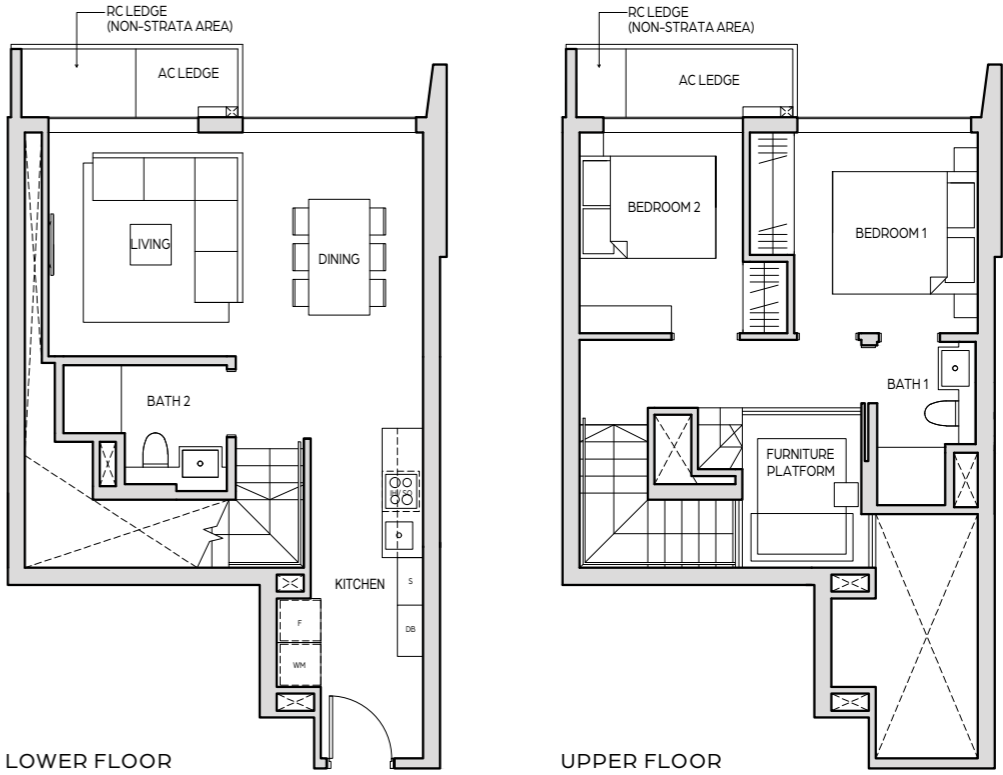 RC LEDGE
(NON-STRATA AREA)
AC LEDGE
LIVING
DINING
BATH 2
KITCHEN
S
DB
F
WM
LOWER FLOOR
RC LEDGE
(NON-STRATA AREA)
AC LEDGE
BEDROOM 2
BEDROOM 1
BATH 1
FURNITURE
PLATFORM
UPPER FLOOR